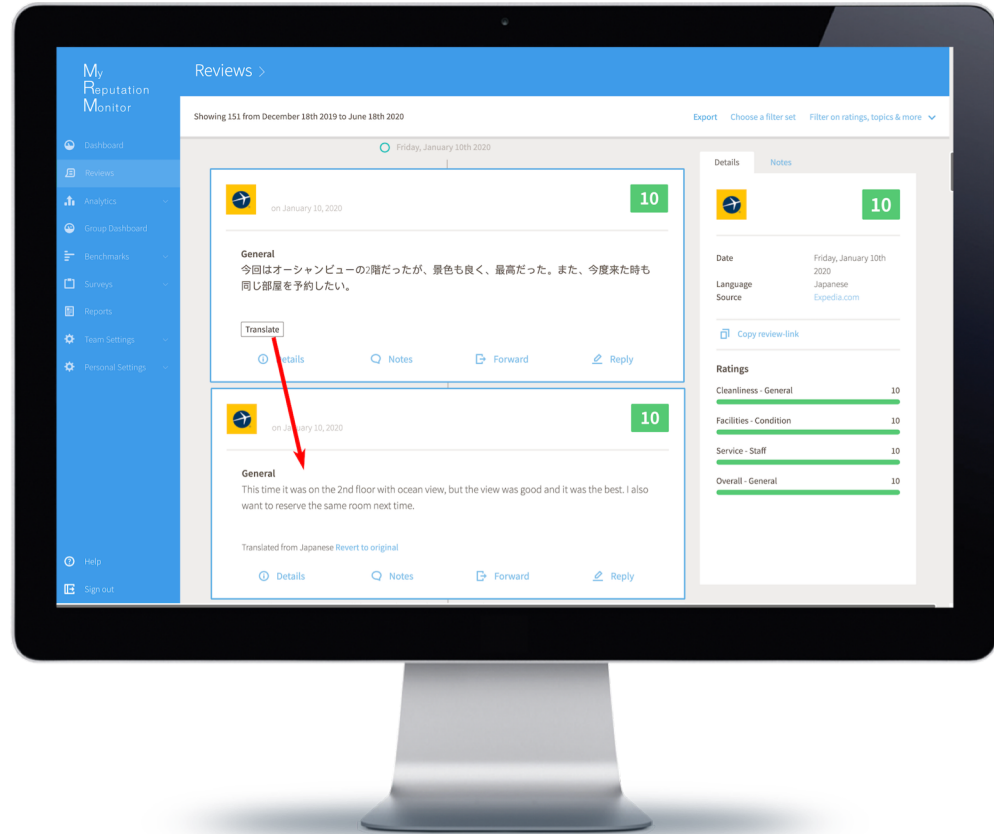 My
Reputation
Monitor
Dashboard
Reviews
Analytics
Group Dashboard
Benchmarks
Surveys
Reports
Team Settings
Personal Settings
Help
Sign out
Reviews >
Showing 151 from December 18th 2019 to June 18th 2020
Export Choose a filter set Filter on ratings, topics & more
Friday, January 10th 2020
on January 10, 2020
10
General
今回はオーシャンビューの2階だったが、景色も良く、最高だった。また、今度来た時も
同じ部屋を予約したい。
Translate
Details Notes Forward Reply
on January 10, 2020
10
General
This time it was on the 2nd floor with ocean view, but the view was good and it was the best. I also
want to reserve the same room next time.
Translated from Japanese Revert to original
Details Notes Forward Reply
Details Notes
10
Date Friday, January 10th
2020
Language Japanese
Source Expedia.com
Copy review-link
Ratings
Cleanliness - General 10
Facilities - Condition 10
Service - Staff 10
Overall - General 10